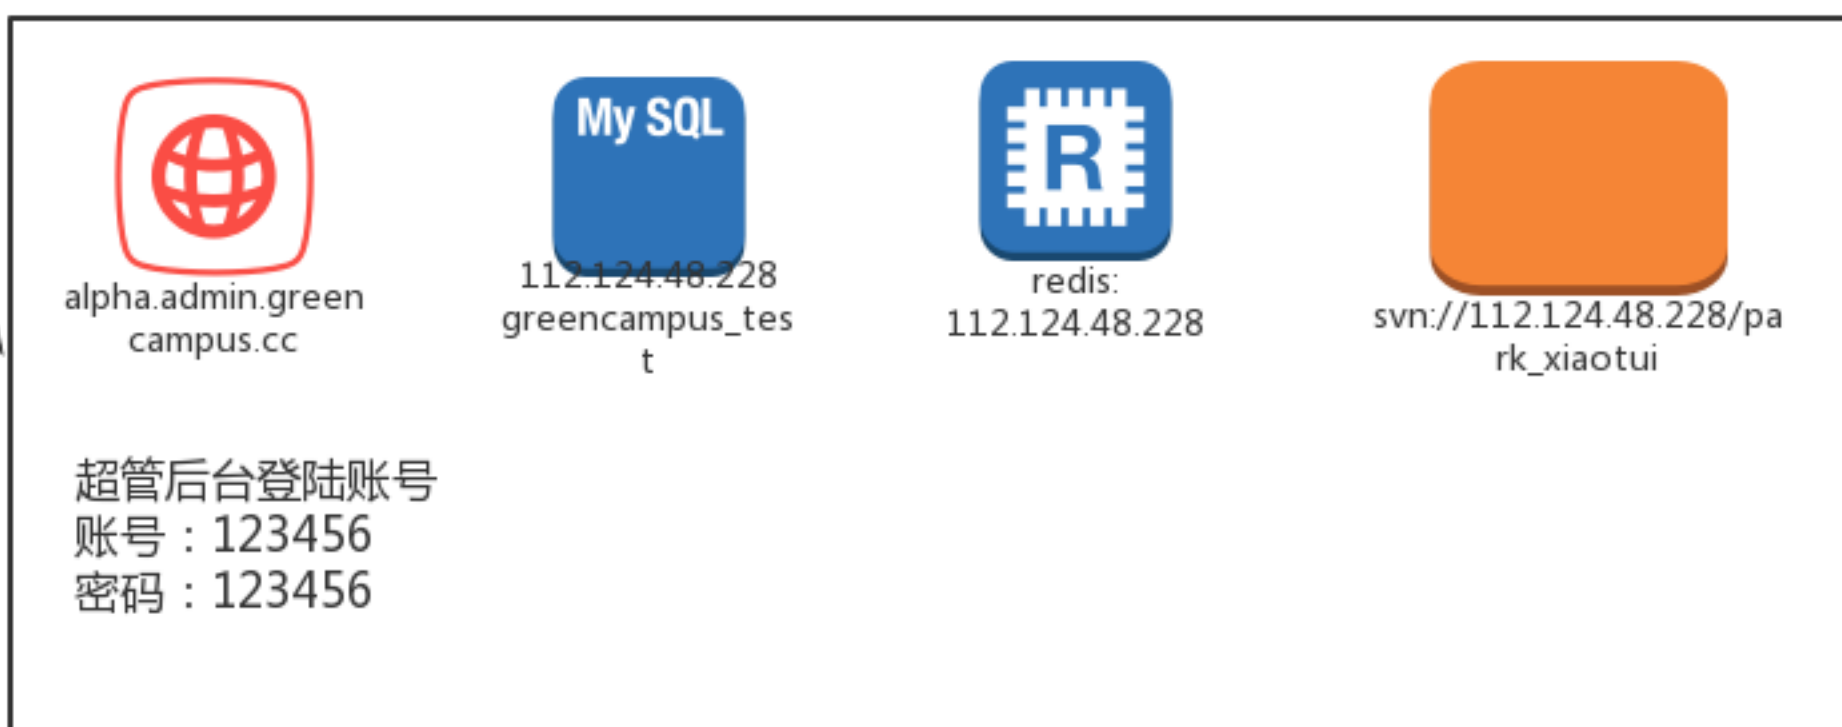 My SQL
R
alpha.admin.green
campus.cc
112.124.48.228
greencampus_tes
t
redis:
112.124.48.228
svn://112.124.48.228/pa
rk_xiaotui
超管后台登陆账号
账号：123456
密码：123456